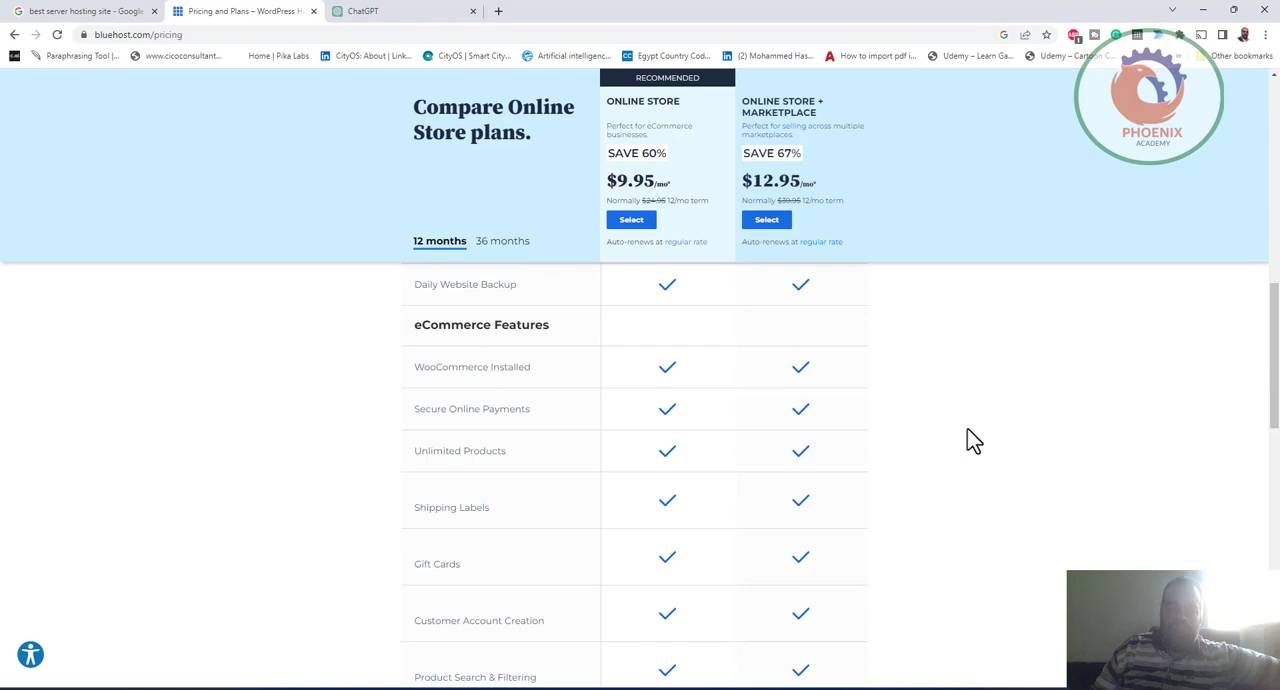 best server hosting site - Google
Pricing and Plans – WordPress H
ChatGPT
bluehost.com/pricing
Paraphrasing Tool |...
www.cicoconsultant...
Home | Pika Labs
CityOS: About | Link...
CityOS | Smart City...
Artificial intelligenc...
Egypt Country Cod...
(2) Mohammed Has...
How to import pdf i...
Udemy – Learn Ga...
Udemy – Cartoon C...
Other bookmarks
RECOMMENDED
Compare Online
Store plans.
ONLINE STORE
Perfect for eCommerce
businesses.
SAVE 60%
$9.95/mo*
Normally $24.95 12/mo term
Select
Auto-renews at regular rate
ONLINE STORE +
MARKETPLACE
Perfect for selling across multiple
marketplaces.
SAVE 67%
$12.95/mo*
Normally $39.95 12/mo term
Select
Auto-renews at regular rate
12 months 36 months
PHOENIX
ACADEMY
Daily Website Backup
eCommerce Features
WooCommerce Installed
Secure Online Payments
Unlimited Products
Shipping Labels
Gift Cards
Customer Account Creation
Product Search & Filtering